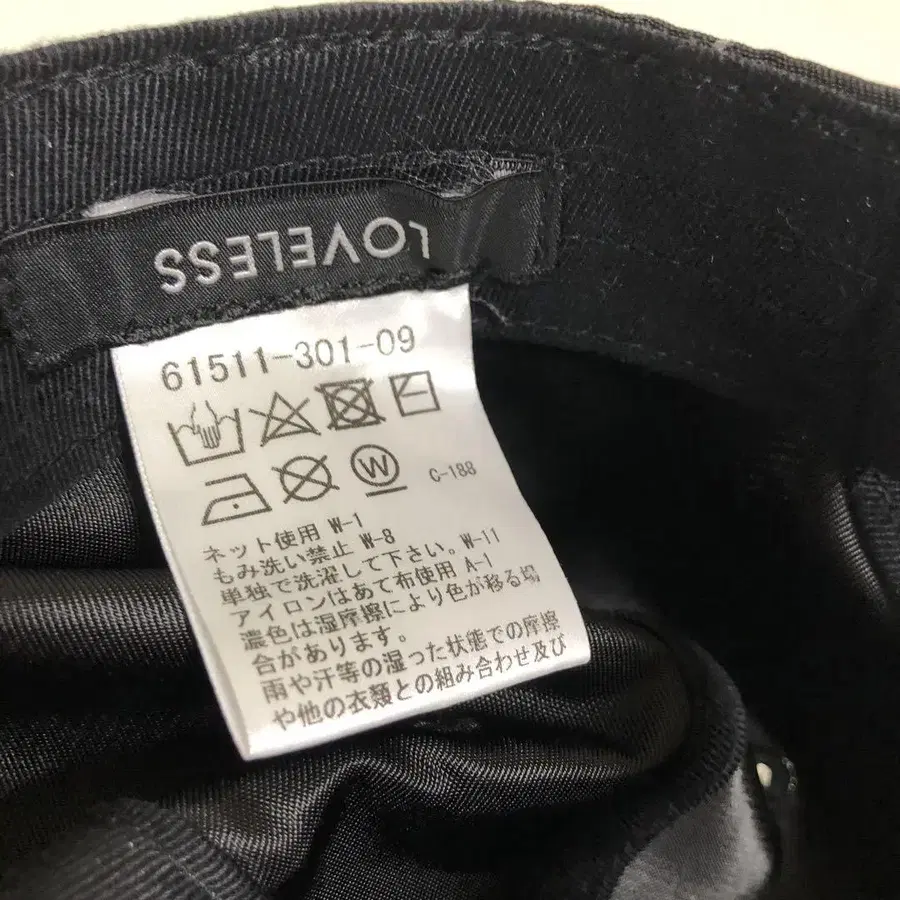 LOVELESS
61511-301-09
W C-188
ネット使用 W-1
もみ洗い禁止 W-8
単独で洗濯して下さい。W-11
アイロンはあて布使用 A-1
濃色は湿摩擦により色が移る場
合があります。
雨や汗等の湿った状態での摩擦
や他の衣類との組み合わせ及び